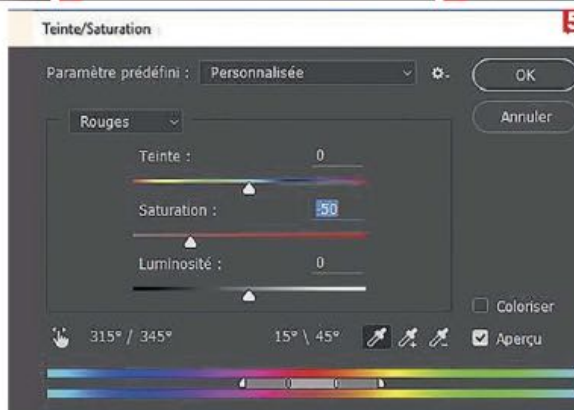 5
Teinte/Saturation
Paramètre prédéfini : Personnalisée
OK
Annuler
Rouges
Teinte : 0
Saturation : -50
Luminosité : 0
Coloriser
315° / 345° 15° \ 45°
Aperçu